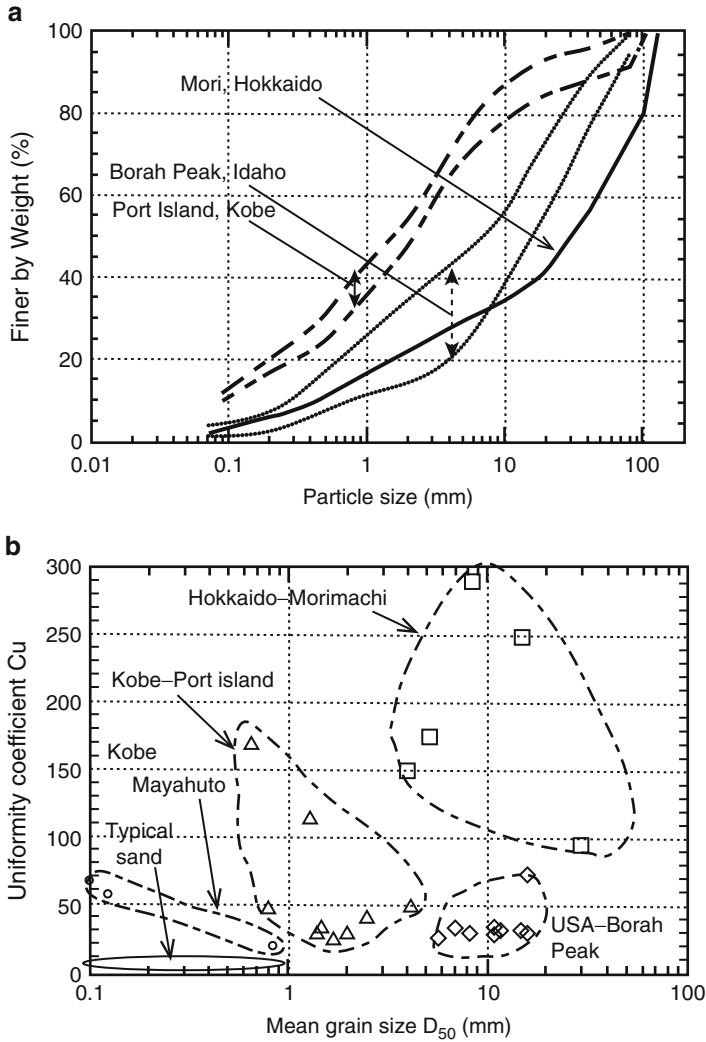 a
100
Mori, Hokkaido
80
Finer by Weight (%)
Borah Peak, Idaho
60
Port Island, Kobe
40
20
0
0.01
0.1
1
10
100
Particle size (mm)
b
300
Hokkaido–Morimachi
250
Kobe–Port island
200
Uniformity coefficient Cu
Kobe
150
Mayahuto
Typical
sand
100
50
USA–Borah
Peak
0
0.1
1
10
100
Mean grain size D50 (mm)